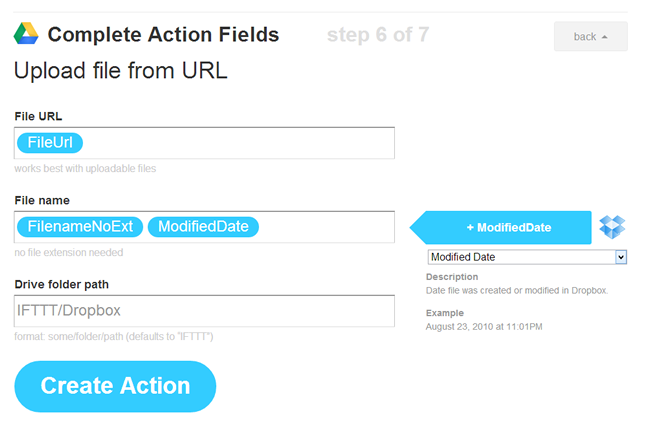 Complete Action Fields step 6 of 7 back
Upload file from URL
File URL
FileUrl
works best with uploadable files
File name
FilenameNoExt ModifiedDate
no file extension needed
+ ModifiedDate
Modified Date
Description
Date file was created or modified in Dropbox.
Example
August 23, 2010 at 11:01PM
Drive folder path
IFTTT/Dropbox
format: some/folder/path (defaults to "IFTTT")
Create Action